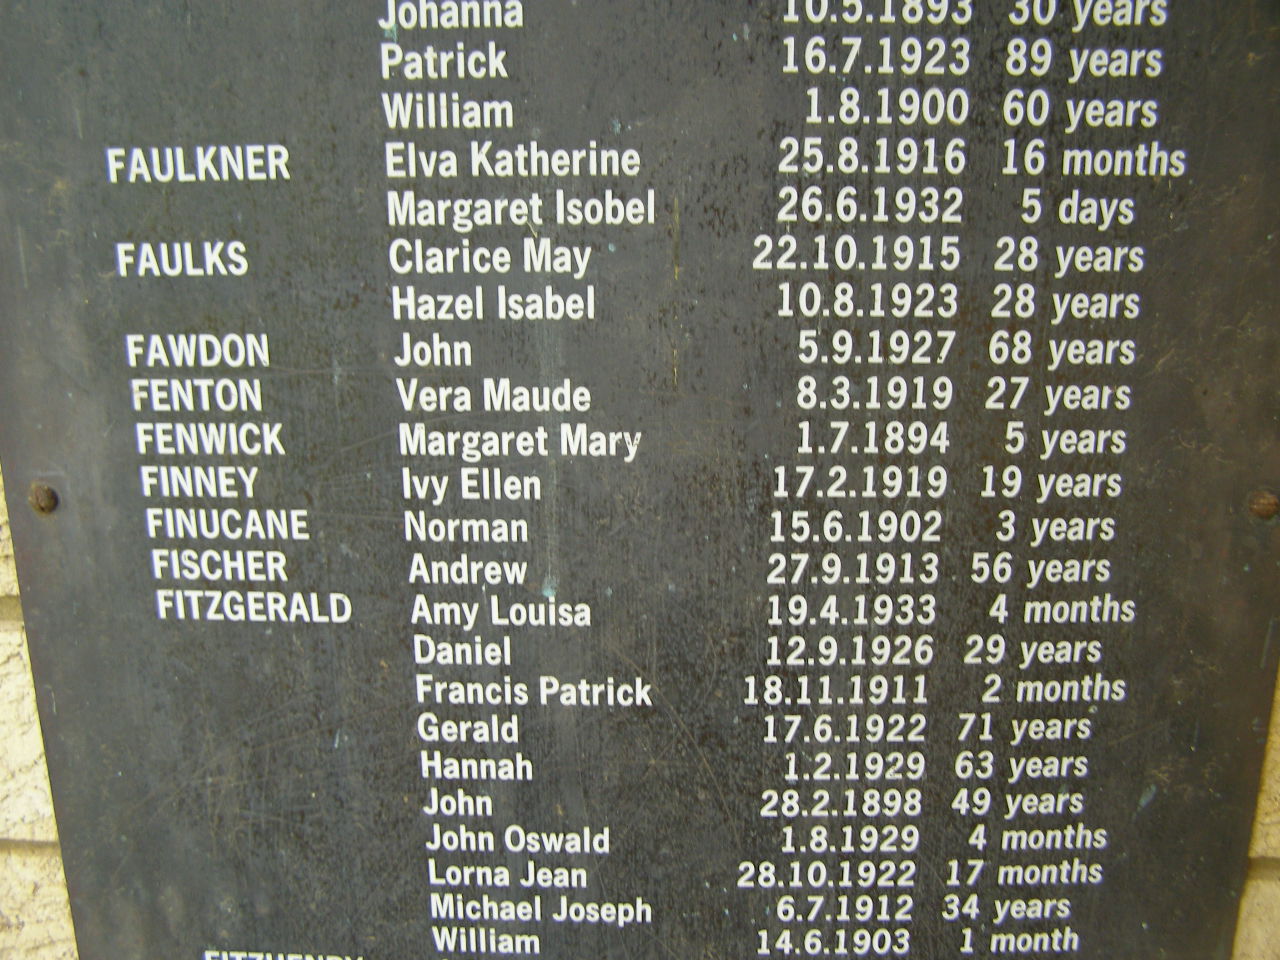 Johanna 10.5.1893 30 years
Patrick 16.7.1923 89 years
William 1.8.1900 60 years
FAULKNER Elva Katherine 25.8.1916 16 months
Margaret Isobel 26.6.1932 5 days
FAULKS Clarice May 22.10.1915 28 years
Hazel Isabel 10.8.1923 28 years
FAWDON John 5.9.1927 68 years
FENTON Vera Maude 8.3.1919 27 years
FENWICK Margaret Mary 1.7.1894 5 years
FINNEY Ivy Ellen 17.2.1919 19 years
FINUCANE Norman 15.6.1902 3 years
FISCHER Andrew 27.9.1913 56 years
FITZGERALD Amy Louisa 19.4.1933 4 months
Daniel 12.9.1926 29 years
Francis Patrick 18.11.1911 2 months
Gerald 17.6.1922 71 years
Hannah 1.2.1929 63 years
John 28.2.1898 49 years
John Oswald 1.8.1929 4 months
Lorna Jean 28.10.1922 17 months
Michael Joseph 6.7.1912 34 years
William 14.6.1903 1 month
FITZHENRY